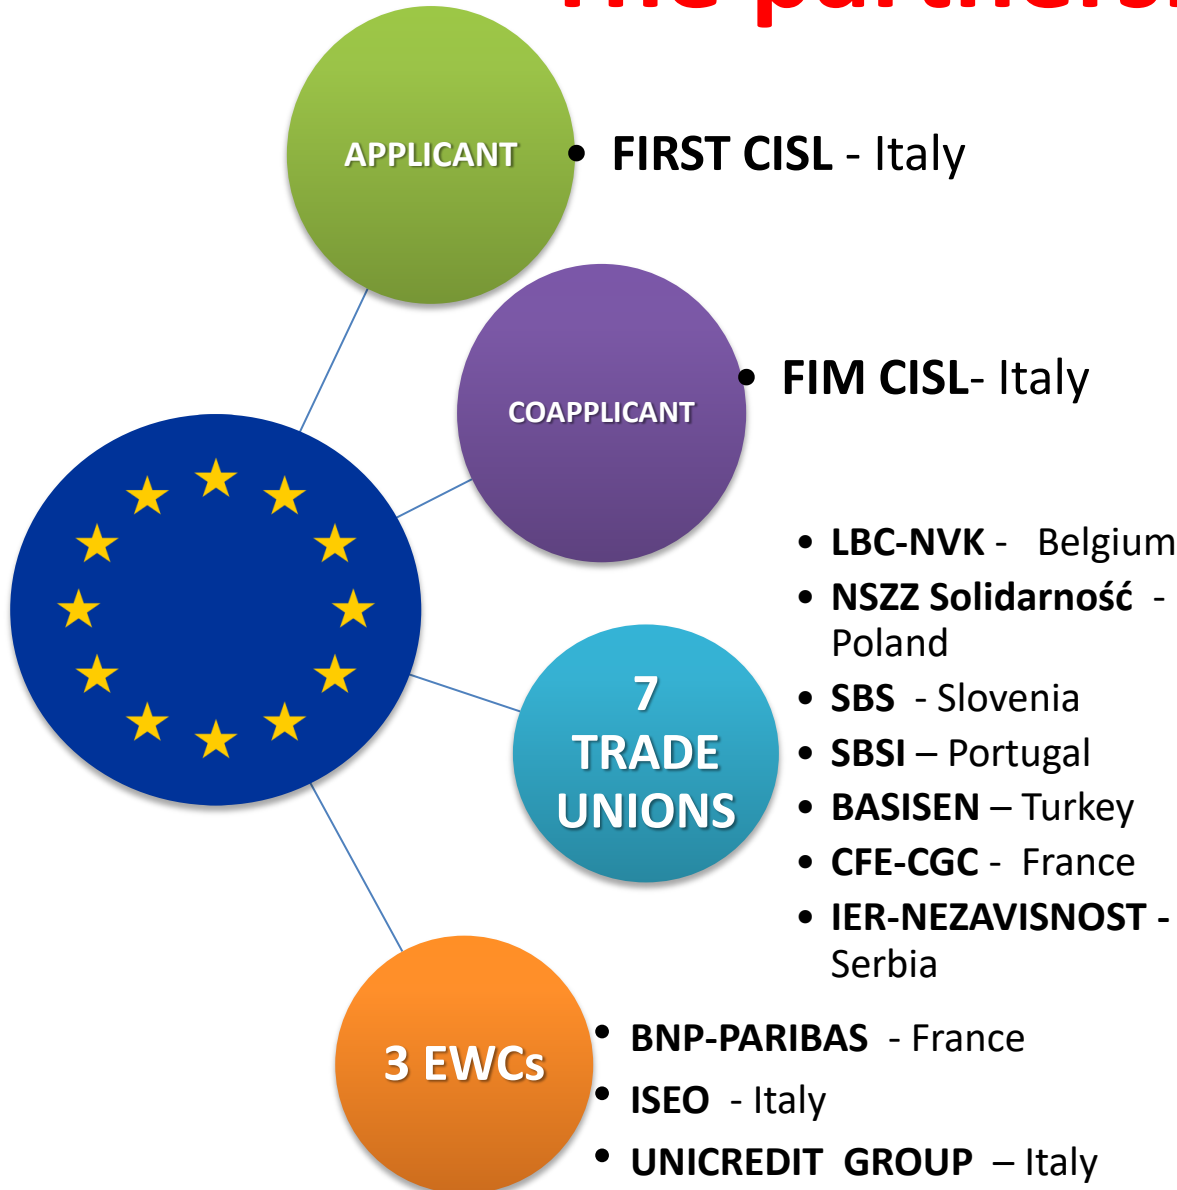 The
APPLICANT
• FIRST CISL - Italy
COAPPLICANT
• FIM CISL- Italy
7
TRADE
UNIONS
• LBC-NVK - Belgium
• NSZZ Solidarność -
Poland
• SBS - Slovenia
• SBSI – Portugal
• BASISEN – Turkey
• CFE-CGC - France
• IER-NEZAVISNOST -
Serbia
3 EWCs
• BNP-PARIBAS - France
• ISEO - Italy
• UNICREDIT GROUP – Italy